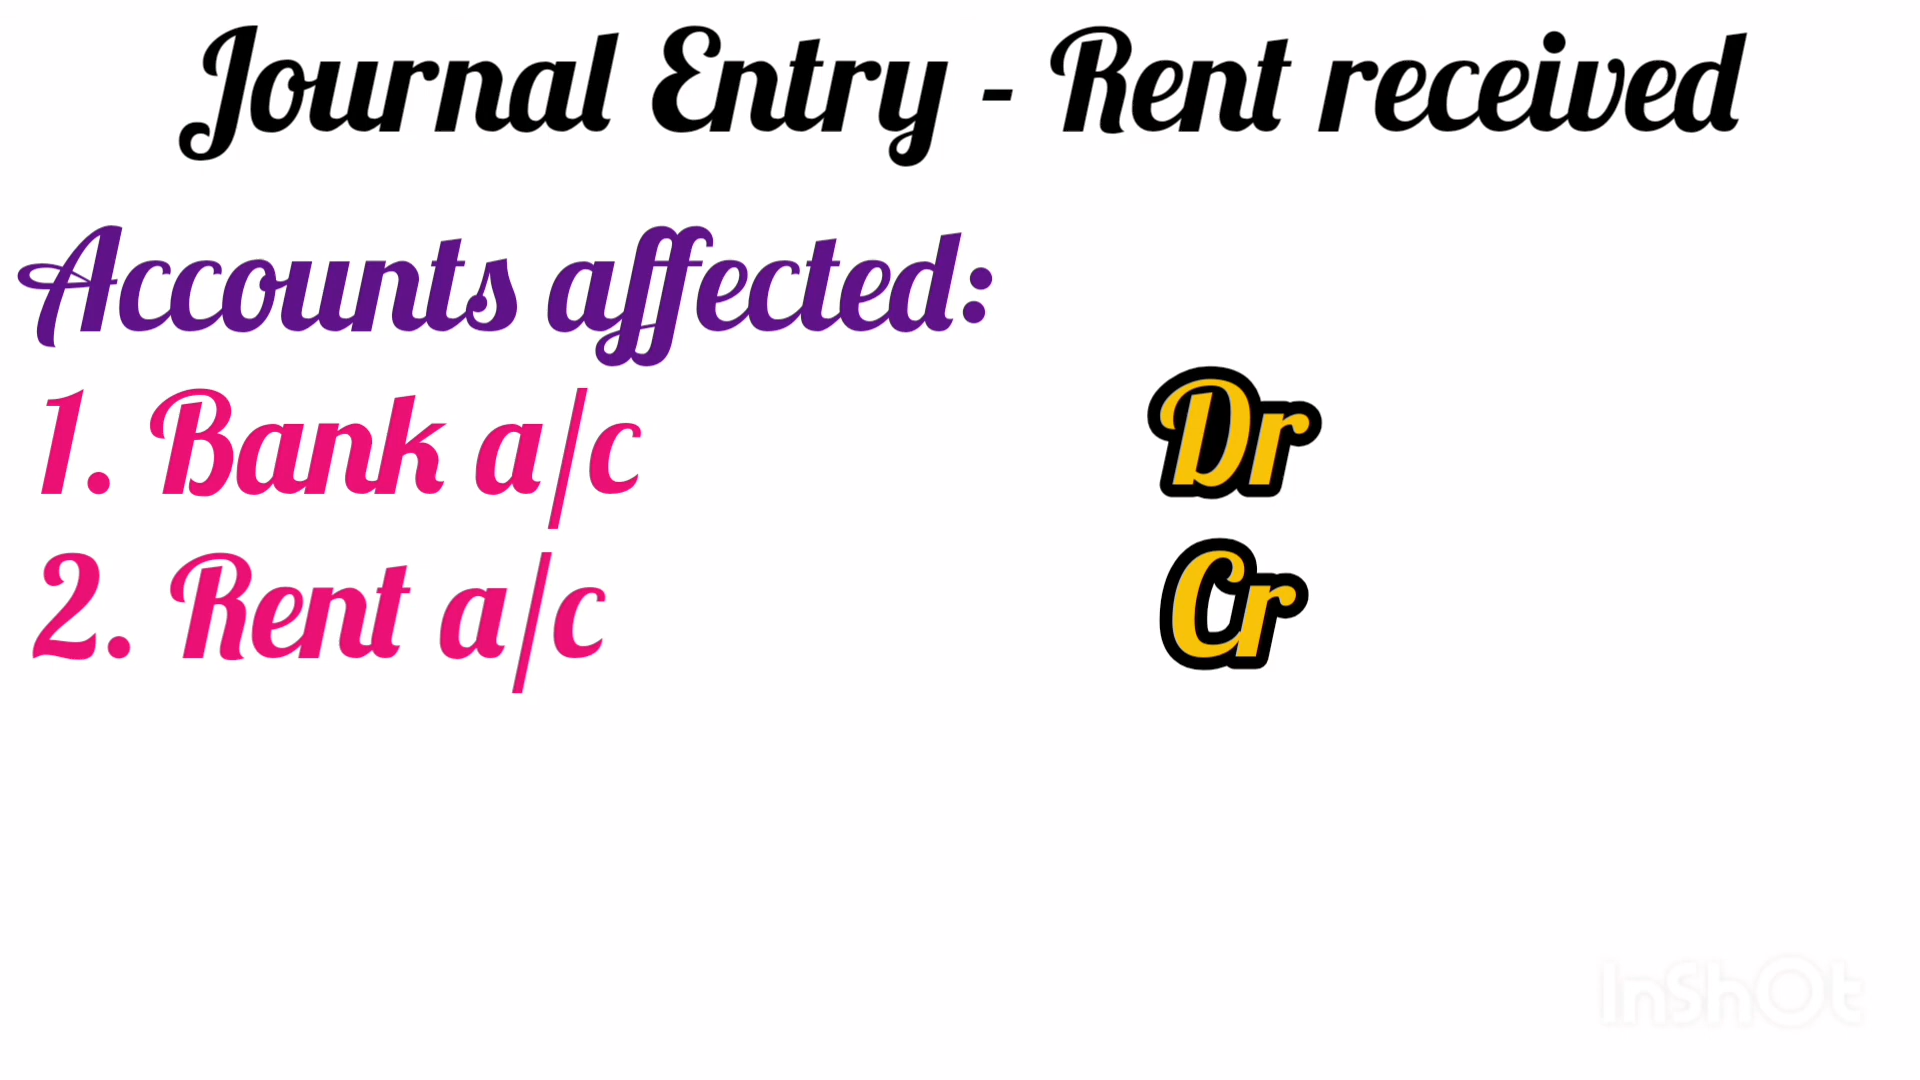 Journal Entry - Rent received
Accounts affected:
1. Bank a/c Dr
2. Rent a/c Cr
InShOt